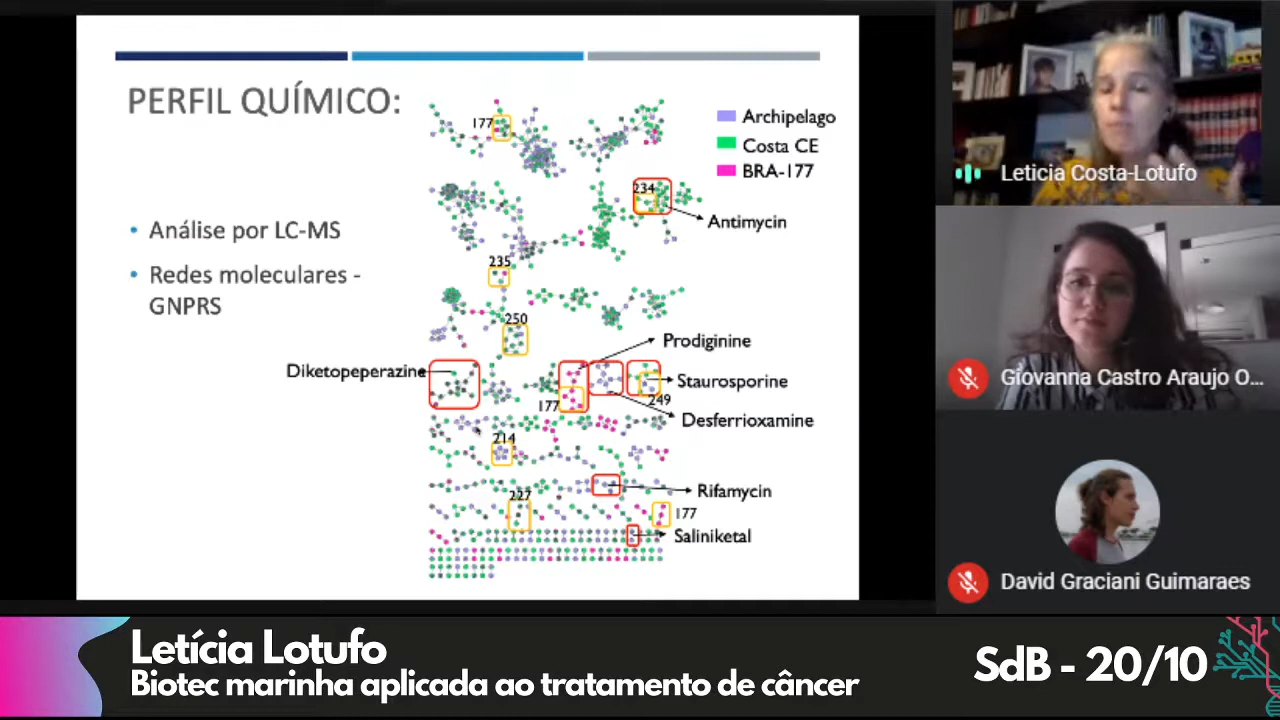 PERFIL QUÍMICO:
• Análise por LC-MS
• Redes moleculares -
GNPRS
Archipelago
Costa CE
BRA-177
177
234
Antimycin
235
250
Prodiginine
Diketopeperazine
Staurosporine
249
177
Desferrioxamine
214
Rifamycin
227
177
Saliniketal
Leticia Costa-Lotufo
Giovanna Castro Araujo O...
David Graciani Guimaraes
Letícia Lotufo
Biotec marinha aplicada ao tratamento de câncer
SdB - 20/10